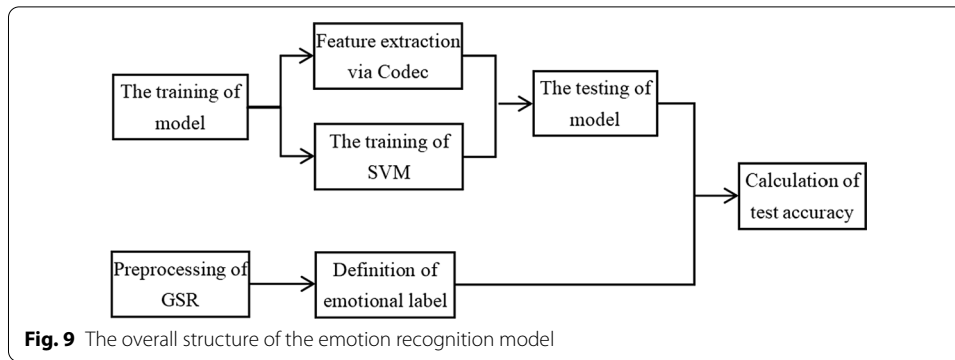 Feature extraction
via Codec
The training of
model
The testing of
model
The training of
SVM
Calculation of
test accuracy
Preprocessing of
GSR
Definition of
emotional label
Fig. 9 The overall structure of the emotion recognition model